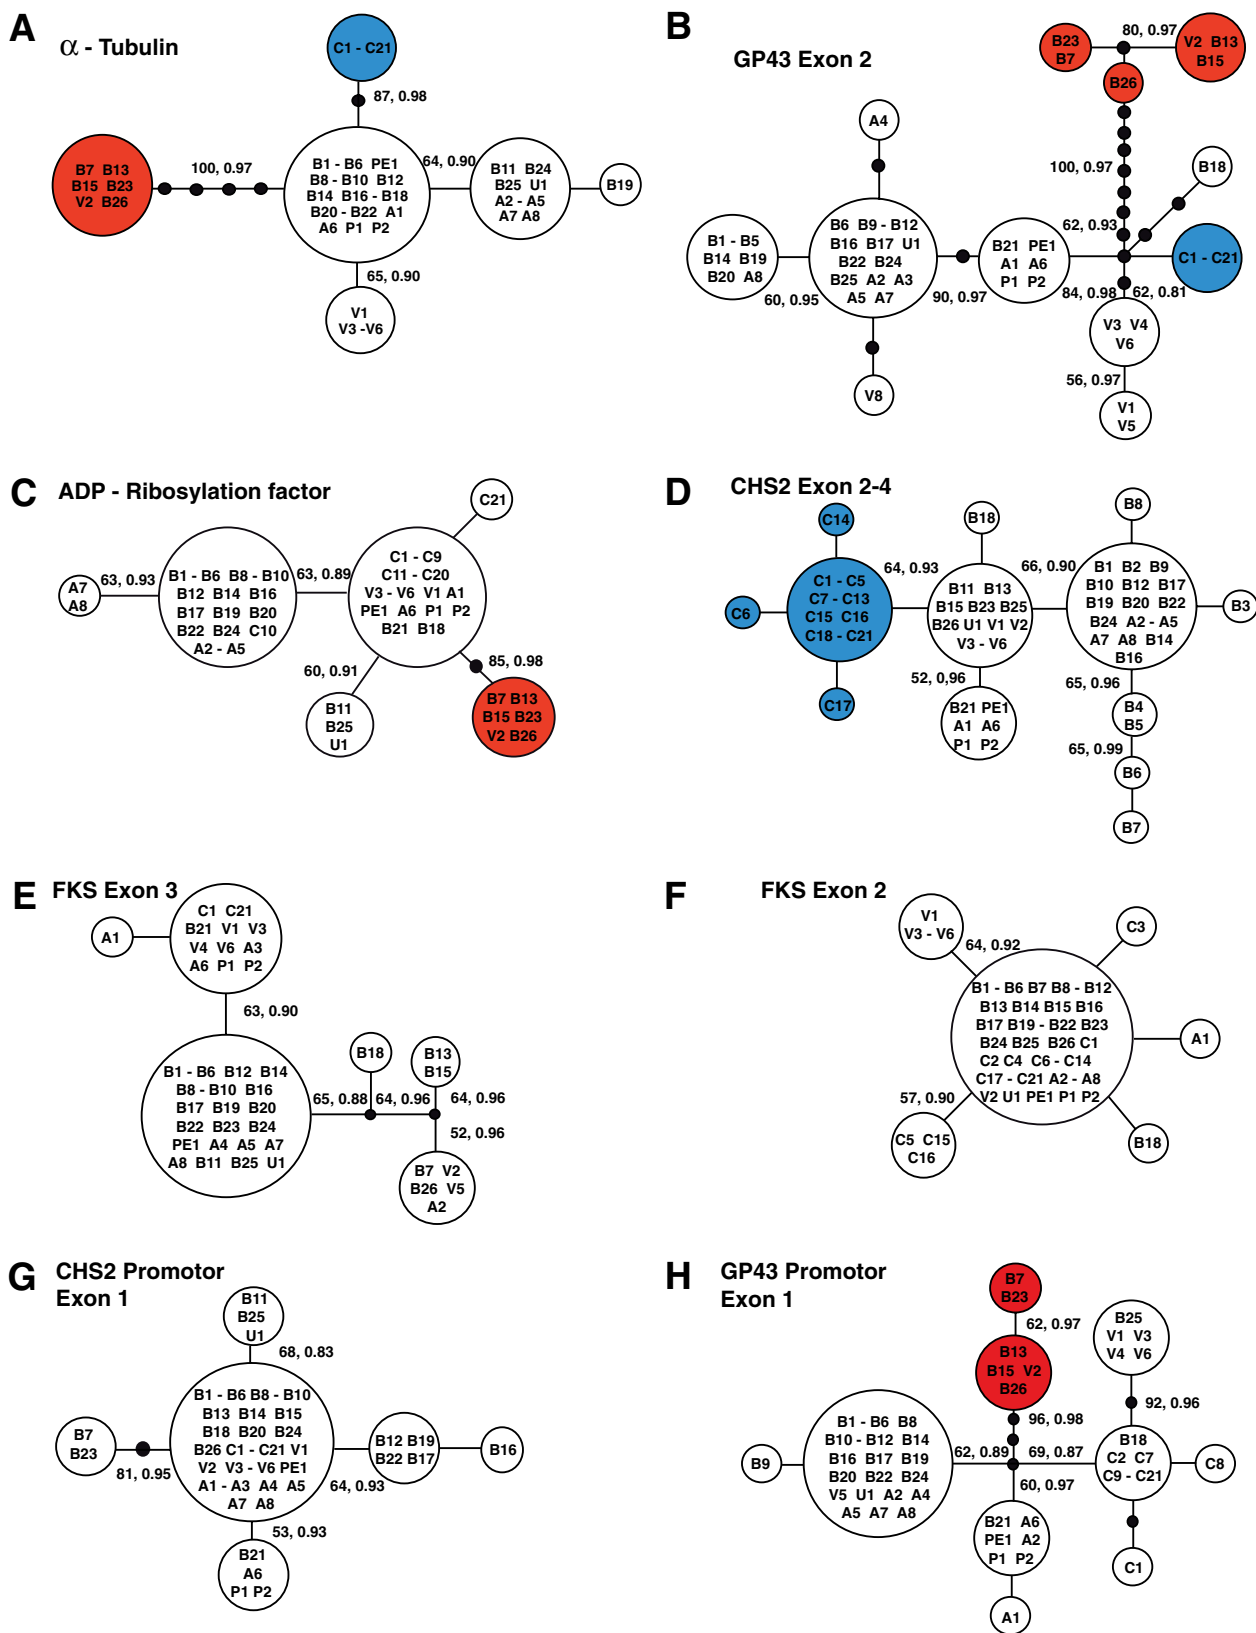 A
α - Tubulin
C1 - C21
87, 0.98
B7 B13
B15 B23
V2 B26
100, 0.97
B1 - B6 PE1
B8 - B10 B12
B14 B16 - B18
B20 - B22 A1
A6 P1 P2
64, 0.90
B11 B24
B25 U1
A2 - A5
A7 A8
B19
65, 0.90
V1
V3 -V6
B
GP43 Exon 2
B23
B7
80, 0.97
V2 B13
B15
B26
A4
100, 0.97
B18
B1 - B5
B14 B19
B20 A8
60, 0.95
B6 B9 - B12
B16 B17 U1
B22 B24
B25 A2 A3
A5 A7
90, 0.97
B21 PE1
A1 A6
P1 P2
62, 0.93
C1 - C21
84, 0.98
62, 0.81
V3 V4
V6
56, 0.97
V1
V5
V8
C
ADP - Ribosylation factor
C21
A7
A8
63, 0.93
B1 - B6 B8 - B10
B12 B14 B16
B17 B19 B20
B22 B24 C10
A2 - A5
63, 0.89
C1 - C9
C11 - C20
V3 - V6 V1 A1
PE1 A6 P1 P2
B21 B18
60, 0.91
B11
B25
U1
85, 0.98
B7 B13
B15 B23
V2 B26
D
CHS2 Exon 2-4
C14
C6
C1 - C5
C7 - C13
C15 C16
C18 - C21
C17
64, 0.93
B18
B11 B13
B15 B23 B25
B26 U1 V1 V2
V3 - V6
52, 0,96
B21 PE1
A1 A6
P1 P2
66, 0.90
B8
B1 B2 B9
B10 B12 B17
B19 B20 B22
B24 A2 - A5
A7 A8 B14
B16
B3
65, 0.96
B4
B5
65, 0.99
B6
B7
E
FKS Exon 3
A1
C1 C21
B21 V1 V3
V4 V6 A3
A6 P1 P2
63, 0.90
B1 - B6 B12 B14
B8 - B10 B16
B17 B19 B20
B22 B23 B24
PE1 A4 A5 A7
A8 B11 B25 U1
65, 0.88
B18
64, 0.96
B13
B15
64, 0.96
52, 0.96
B7 V2
B26 V5
A2
F
FKS Exon 2
V1
V3 - V6
64, 0.92
C3
B1 - B6 B7 B8 - B12
B13 B14 B15 B16
B17 B19 - B22 B23
B24 B25 B26 C1
C2 C4 C6 - C14
C17 - C21 A2 - A8
V2 U1 PE1 P1 P2
A1
57, 0.90
C5 C15
C16
B18
G
CHS2 Promotor
Exon 1
B11
B25
U1
68, 0.83
B7
B23
81, 0.95
B1 - B6 B8 - B10
B13 B14 B15
B18 B20 B24
B26 C1 - C21 V1
V2 V3 - V6 PE1
A1 - A3 A4 A5
A7 A8
64, 0.93
B12 B19
B22 B17
B16
53, 0.93
B21
A6
P1 P2
H
GP43 Promotor
Exon 1
B7
B23
62, 0.97
B13
B15 V2
B26
96, 0.98
B25
V1 V3
V4 V6
92, 0.96
B9
B1 - B6 B8
B10 - B12 B14
B16 B17 B19
B20 B22 B24
V5 U1 A2 A4
A5 A7 A8
62, 0.89
69, 0.87
B18
C2 C7
C9 - C21
C8
60, 0.97
B21 A6
PE1 A2
P1 P2
A1
C1